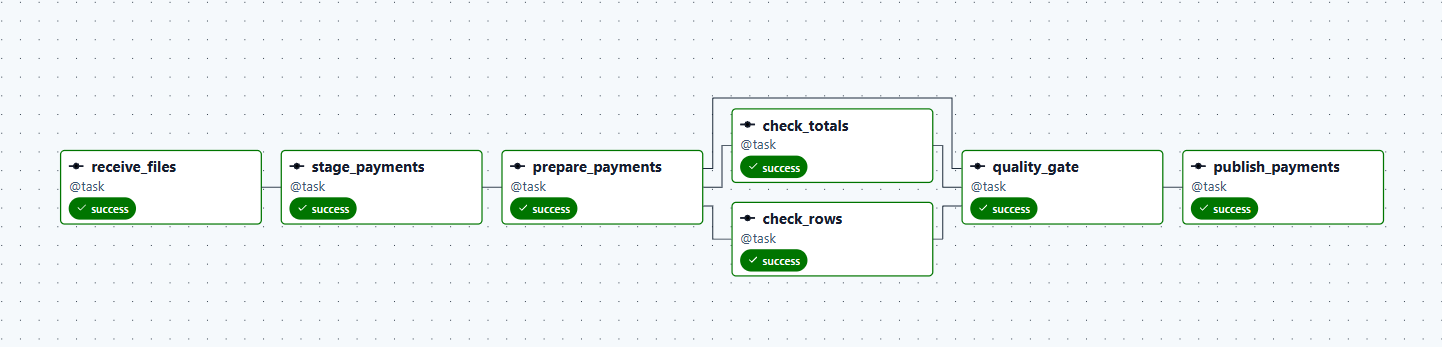 receive_files
@task
success
stage_payments
@task
success
prepare_payments
@task
success
check_totals
@task
success
check_rows
@task
success
quality_gate
@task
success
publish_payments
@task
success